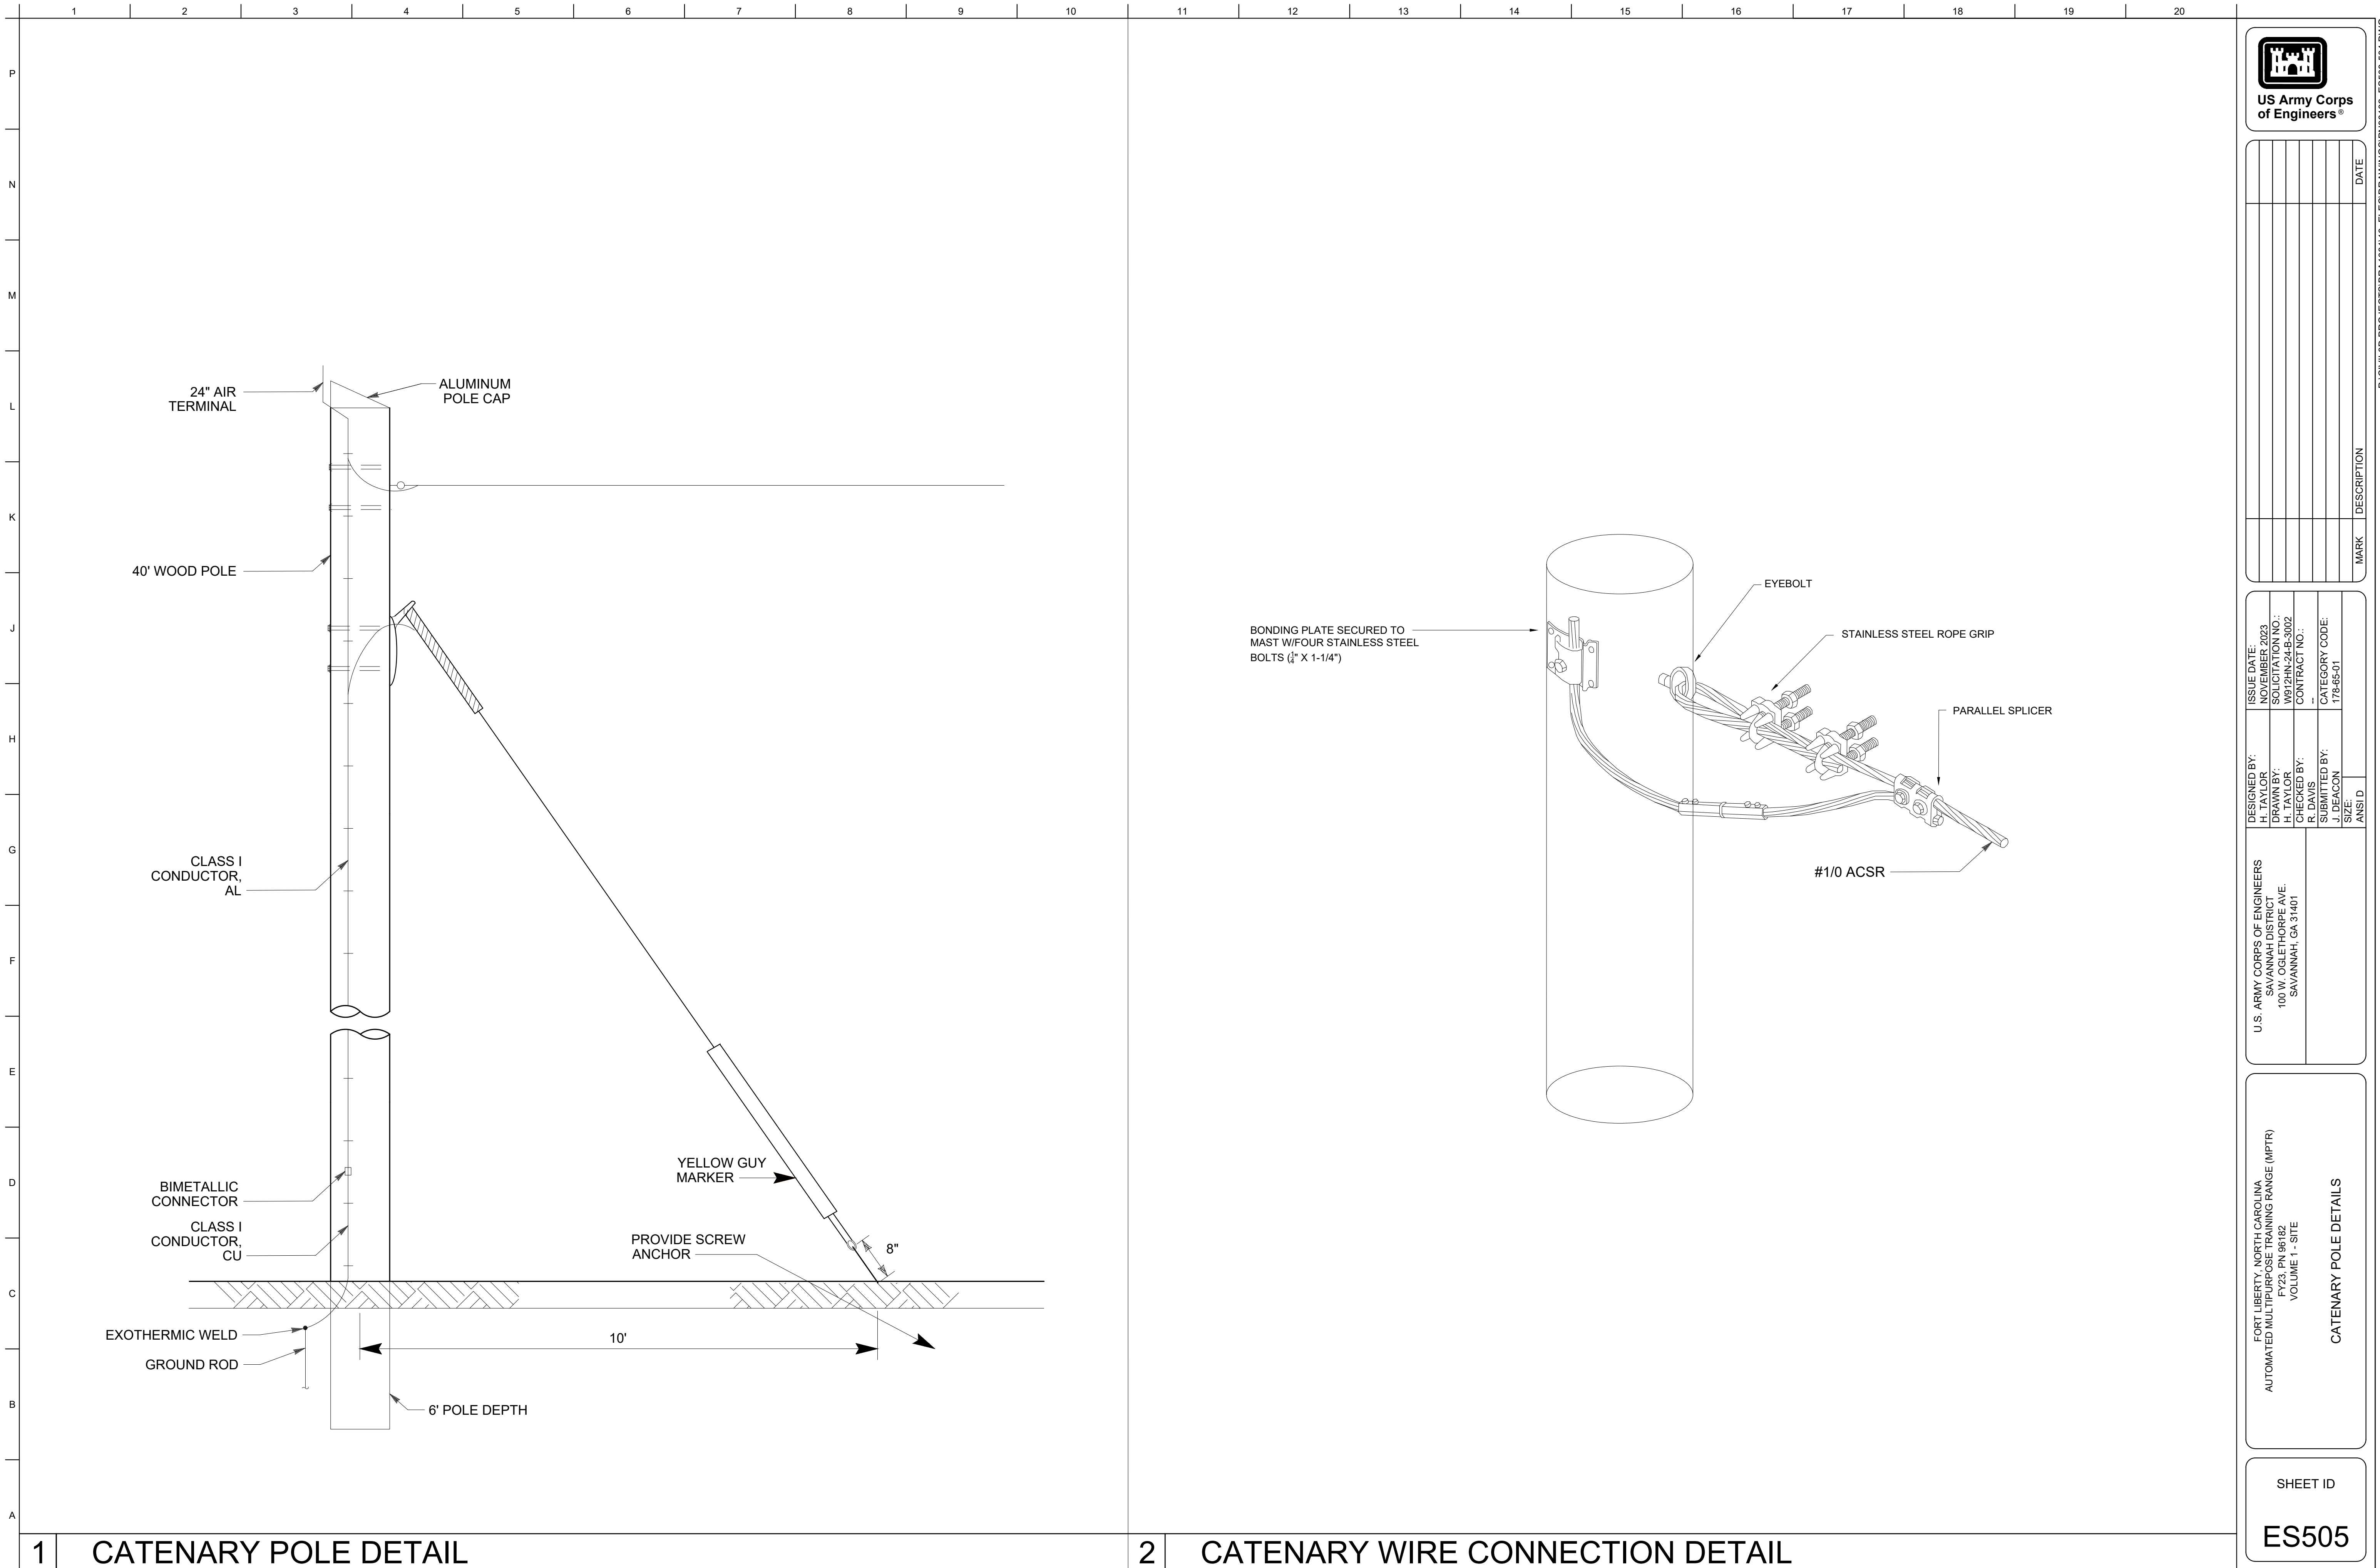 1 2 3 4 5 6 7 8 9 10 11 12 13 14 15 16 17 18 19 20
P
N
M
L
K
J
H
G
F
E
D
C
B
A
24" AIR
TERMINAL
ALUMINUM
POLE CAP
40' WOOD POLE
CLASS I
CONDUCTOR,
AL
BIMETALLIC
CONNECTOR
CLASS I
CONDUCTOR,
CU
YELLOW GUY
MARKER
PROVIDE SCREW
ANCHOR
8"
10'
EXOTHERMIC WELD
GROUND ROD
6' POLE DEPTH
1 CATENARY POLE DETAIL
BONDING PLATE SECURED TO
MAST W/FOUR STAINLESS STEEL
BOLTS (¼" X 1-1/4")
EYEBOLT
STAINLESS STEEL ROPE GRIP
PARALLEL SPLICER
#1/0 ACSR
2 CATENARY WIRE CONNECTION DETAIL
US Army Corps
of Engineers®
MARK DESCRIPTION DATE
DESIGNED BY:
H. TAYLOR
DRAWN BY:
H. TAYLOR
CHECKED BY:
R. DAVIS
SUBMITTED BY:
J. DEACON
SIZE:
ANSI D
ISSUE DATE:
NOVEMBER 2023
SOLICITATION NO.:
W912HN-24-B-3002
CONTRACT NO.:
--
CATEGORY CODE:
178-65-01
U.S. ARMY CORPS OF ENGINEERS
SAVANNAH DISTRICT
100 W. OGLETHORPE AVE.
SAVANNAH, GA 31401
FORT LIBERTY, NORTH CAROLINA
AUTOMATED MULTIPURPOSE TRAINING RANGE (MPTR)
FY23, PN 96182
VOLUME 1 - SITE
CATENARY POLE DETAILS
SHEET ID
ES505